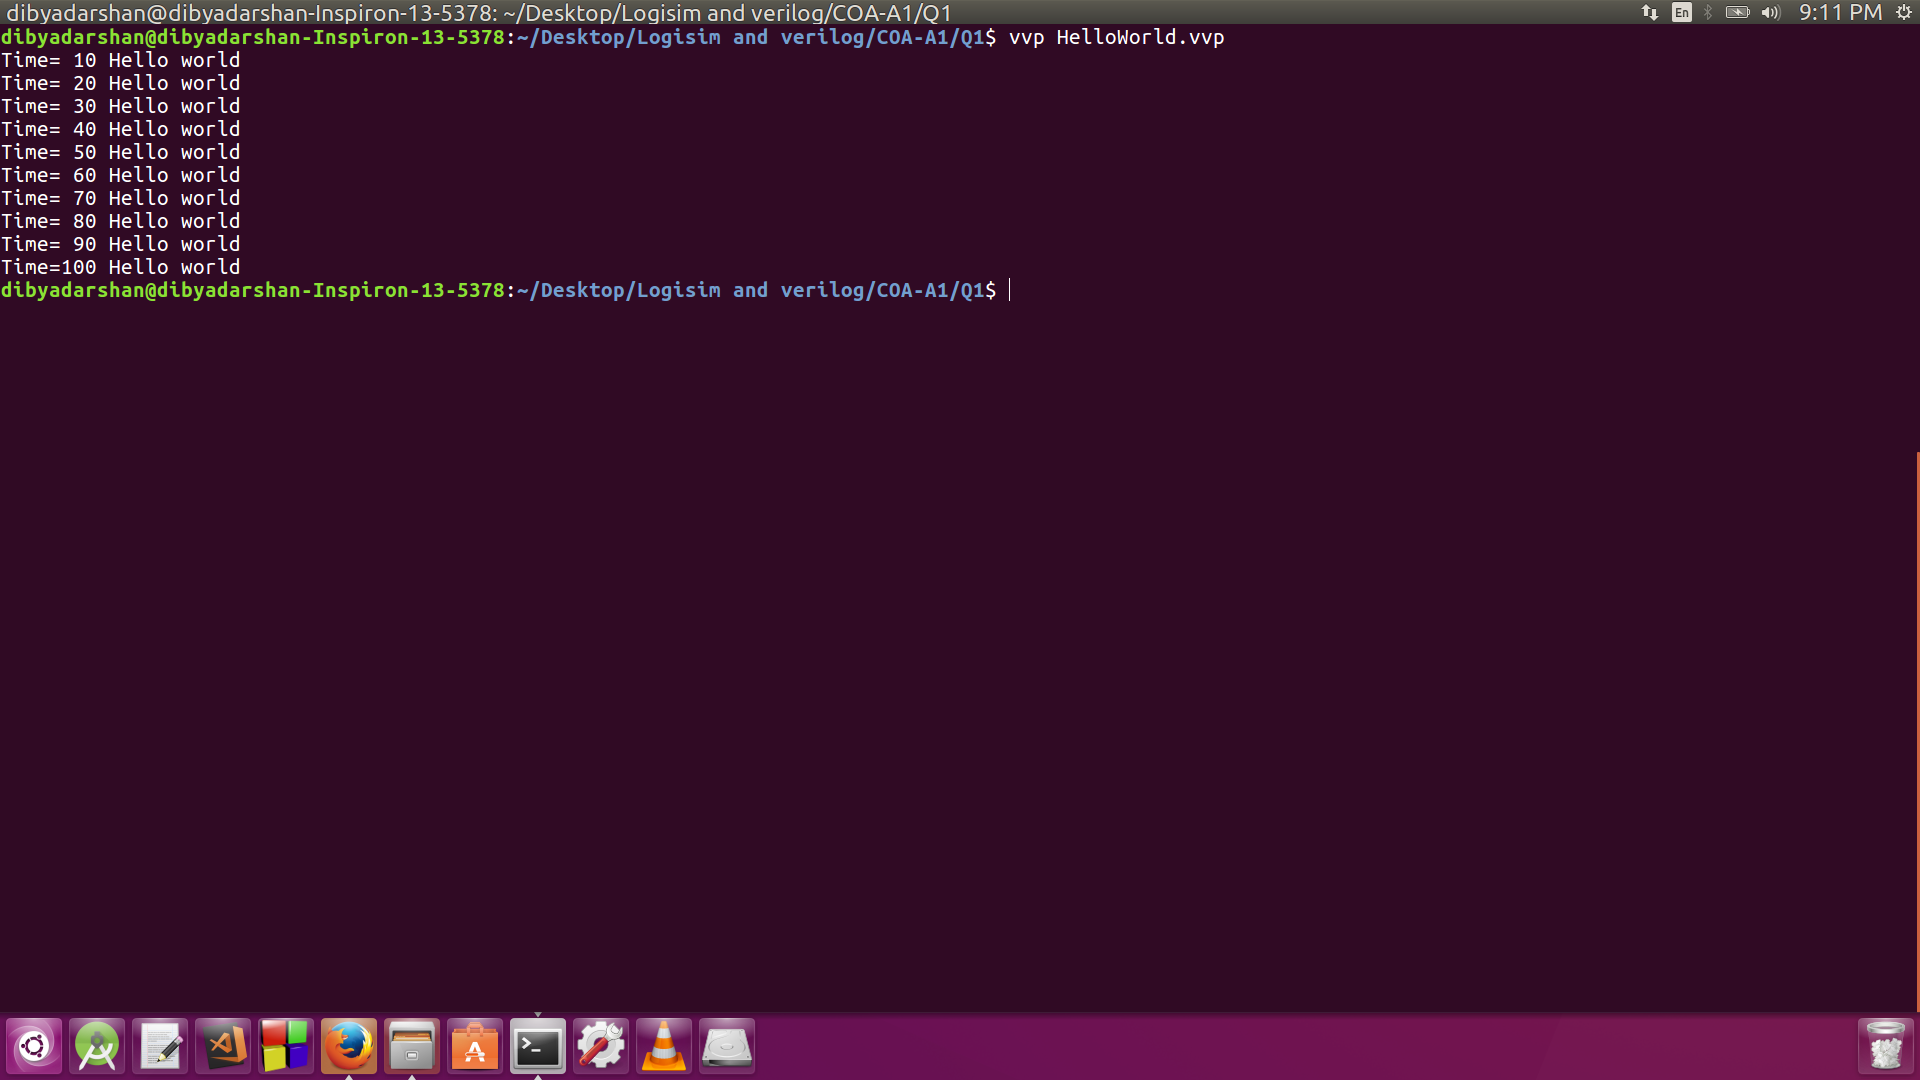 dibyadarshan@dibyadarshan-Inspiron-13-5378: ~/Desktop/Logisim and verilog/COA-A1/Q1 En 9:11 PM
dibyadarshan@dibyadarshan-Inspiron-13-5378:~/Desktop/Logisim and verilog/COA-A1/Q1$ vvp HelloWorld.vvp
Time= 10 Hello world
Time= 20 Hello world
Time= 30 Hello world
Time= 40 Hello world
Time= 50 Hello world
Time= 60 Hello world
Time= 70 Hello world
Time= 80 Hello world
Time= 90 Hello world
Time=100 Hello world
dibyadarshan@dibyadarshan-Inspiron-13-5378:~/Desktop/Logisim and verilog/COA-A1/Q1$